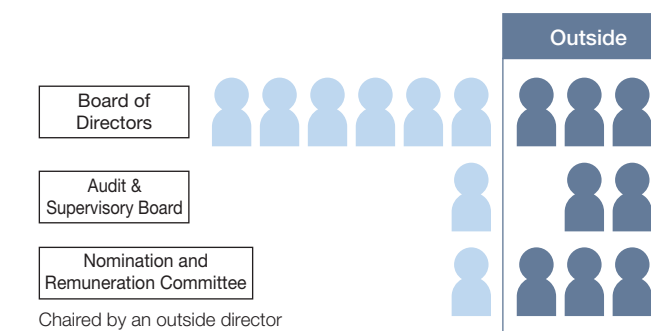 Outside
Board of
Directors
Audit &
Supervisory Board
Nomination and
Remuneration Committee
Chaired by an outside director